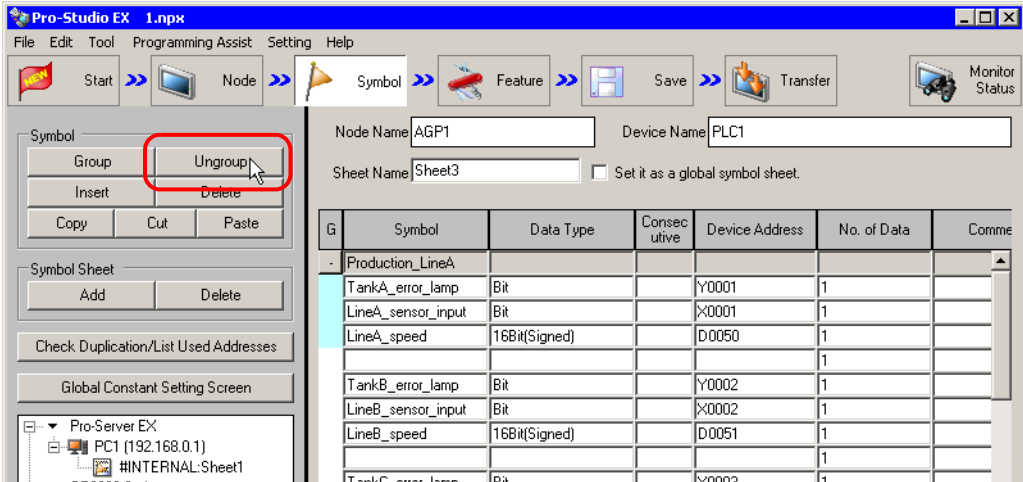 Pro-Studio EX 1.npx
File Edit Tool Programming Assist Setting Help
NEW Start Node Symbol Feature Save Transfer Monitor Status
Symbol
Group Ungroup
Insert Delete
Copy Cut Paste
Symbol Sheet
Add Delete
Check Duplication/List Used Addresses
Global Constant Setting Screen
Pro-Server EX
PC1 (192.168.0.1)
#INTERNAL:Sheet1
Node Name AGP1 Device Name PLC1
Sheet Name Sheet3 Set it as a global symbol sheet.
G Symbol Data Type Consecutive Device Address No. of Data Comme
- Production_LineA
TankA_error_lamp Bit Y0001 1
LineA_sensor_input Bit X0001 1
LineA_speed 16Bit(Signed) D0050 1
1
TankB_error_lamp Bit Y0002 1
LineB_sensor_input Bit X0002 1
LineB_speed 16Bit(Signed) D0051 1
1
TankC_error_lamp Bit Y0003 1